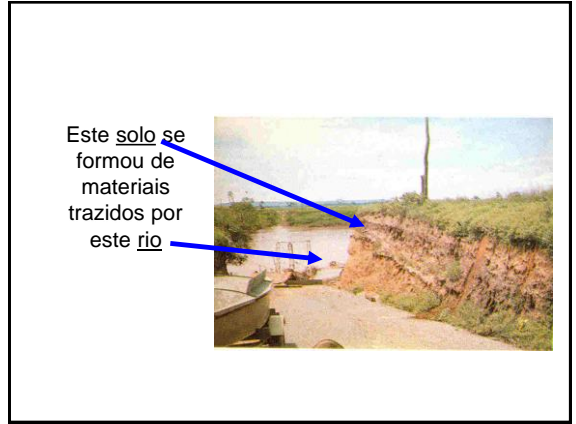 Este solo se
formou de
materiais
trazidos por
este rio